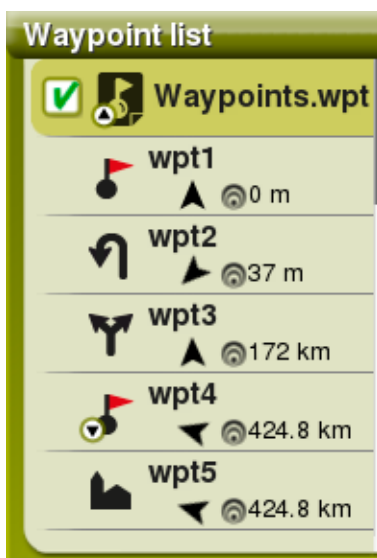 Waypoint list
Waypoints.wpt
wpt1
0 m
wpt2
37 m
wpt3
172 km
wpt4
424.8 km
wpt5
424.8 km